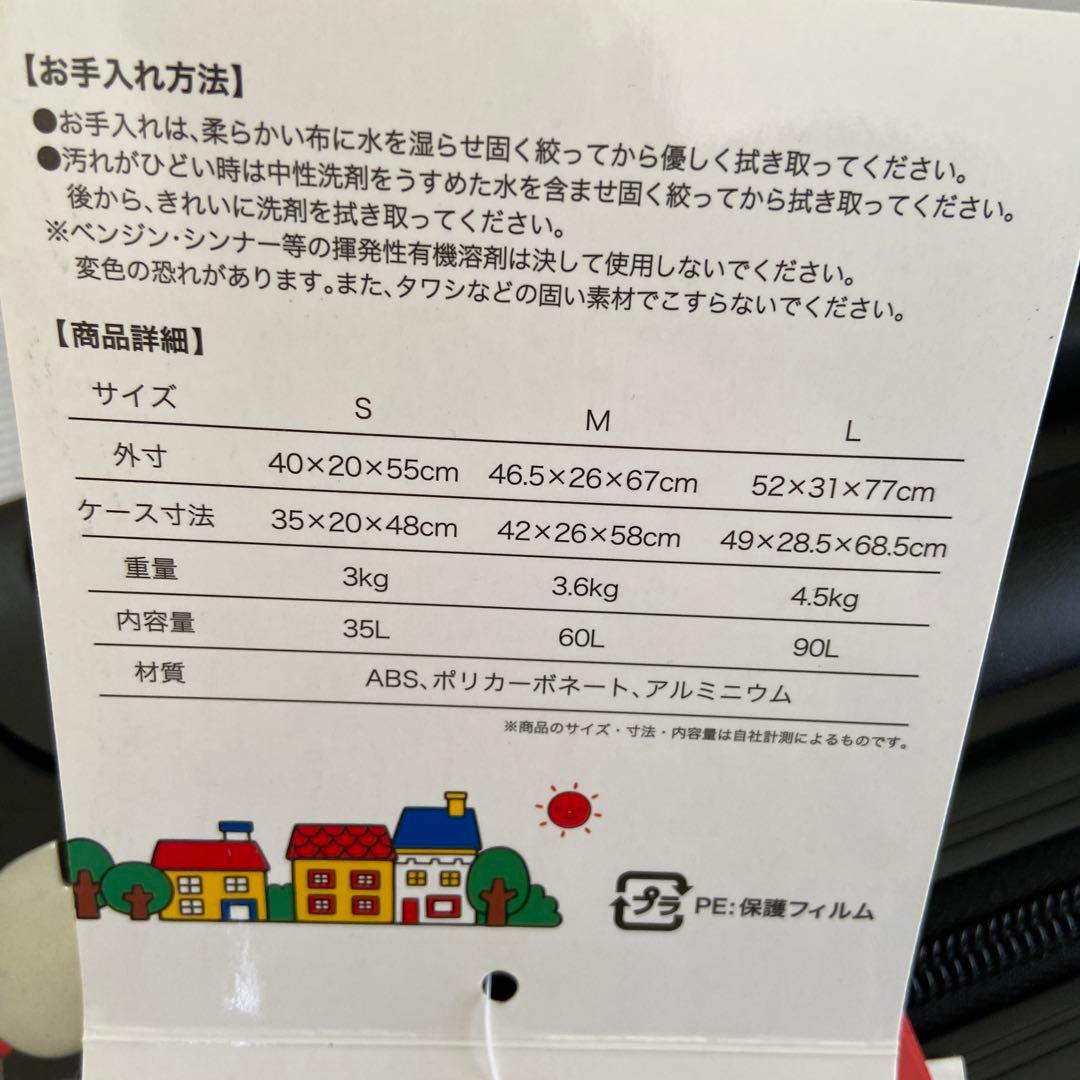 【お手入れ方法】
●お手入れは、柔らかい布に水を湿らせ固く絞ってから優しく拭き取ってください。
●汚れがひどい時は中性洗剤をうすめた水を含ませ固く絞ってから拭き取ってください。
後から、きれいに洗剤を拭き取ってください。
※ベンジン・シンナー等の揮発性有機溶剤は決して使用しないでください。
変色の恐れがあります。また、タワシなどの固い素材でこすらないでください。
【商品詳細】
サイズ S M L
外寸 40×20×55cm 46.5×26×67cm 52×31×77cm
ケース寸法 35×20×48cm 42×26×58cm 49×28.5×68.5cm
重量 3kg 3.6kg 4.5kg
内容量 35L 60L 90L
材質 ABS、ポリカーボネート、アルミニウム
※商品のサイズ・寸法・内容量は自社計測によるものです。
プラ PE:保護フィルム